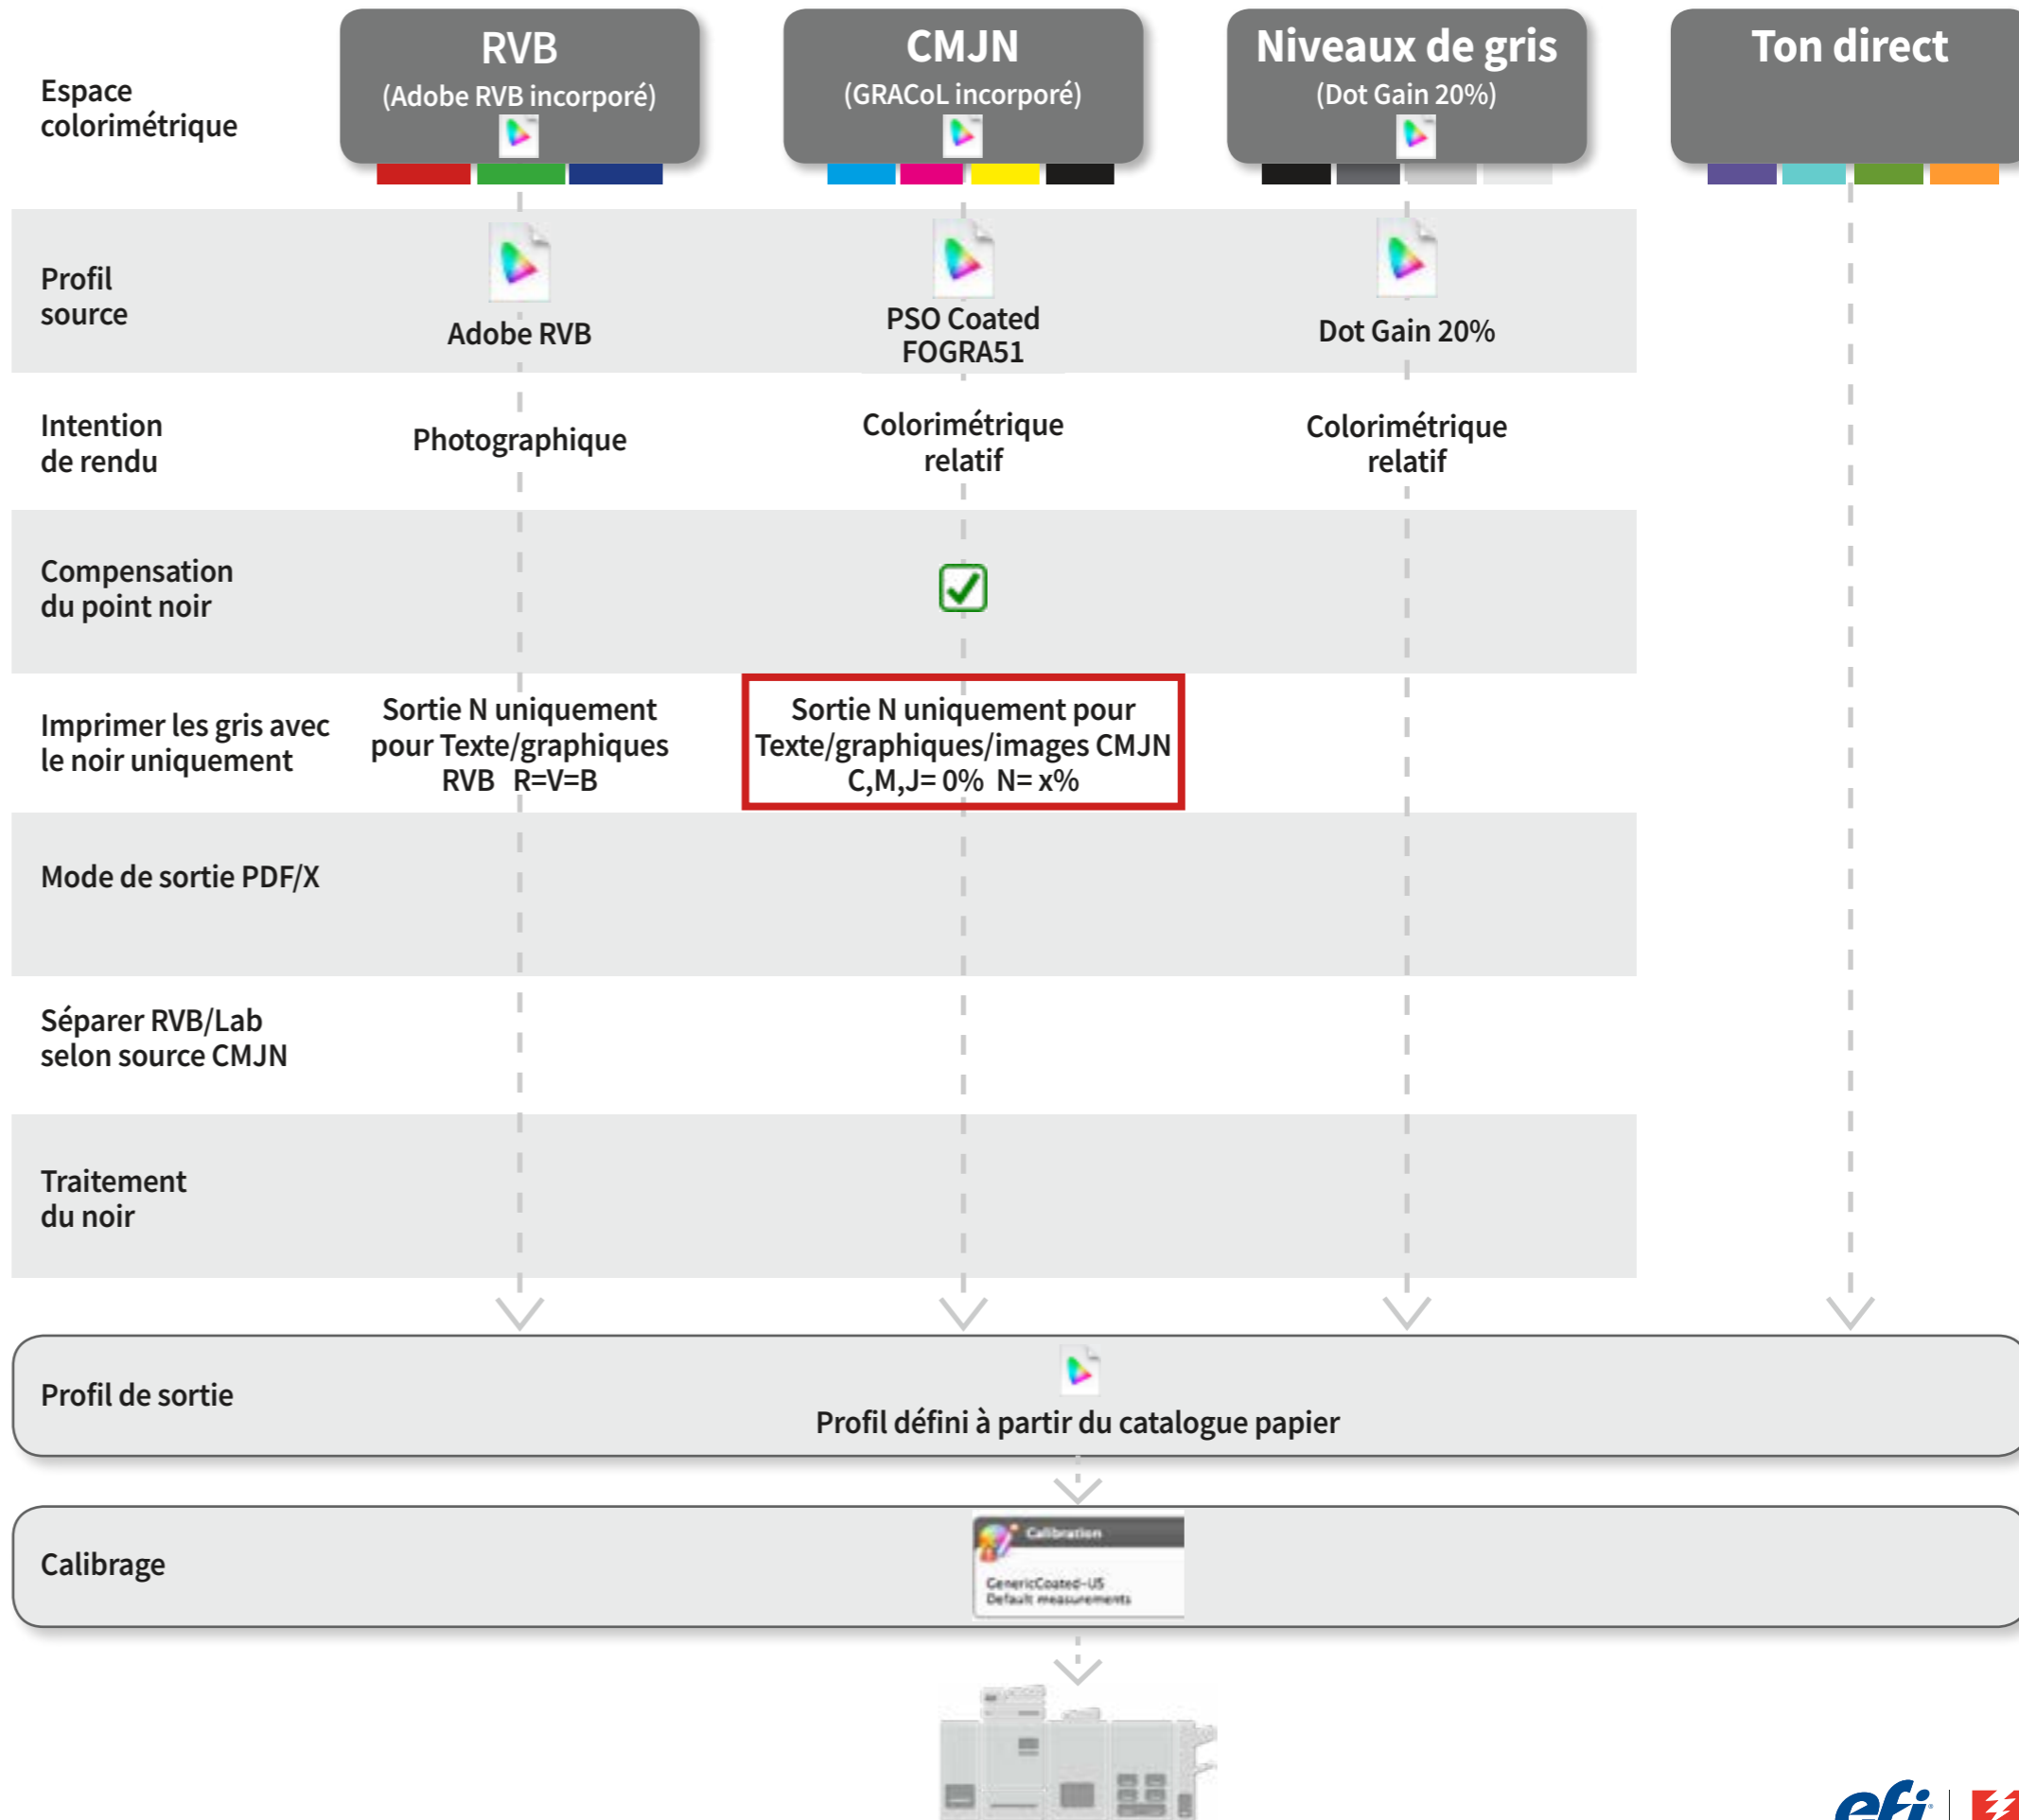 Espace
colorimétrique
RVB
(Adobe RVB incorporé)
CMJN
(GRACoL incorporé)
Niveaux de gris
(Dot Gain 20%)
Ton direct
Profil
source
Adobe RVB
PSO Coated
FOGRA51
Dot Gain 20%
Intention
de rendu
Photographique
Colorimétrique
relatif
Colorimétrique
relatif
Compensation
du point noir
Imprimer les gris avec
le noir uniquement
Sortie N uniquement
pour Texte/graphiques
RVB R=V=B
Sortie N uniquement pour
Texte/graphiques/images CMJN
C,M,J= 0% N= x%
Mode de sortie PDF/X
Séparer RVB/Lab
selon source CMJN
Traitement
du noir
Profil de sortie
Profil défini à partir du catalogue papier
Calibrage
Calibration
GenericCoated-US
Default measurements
efi